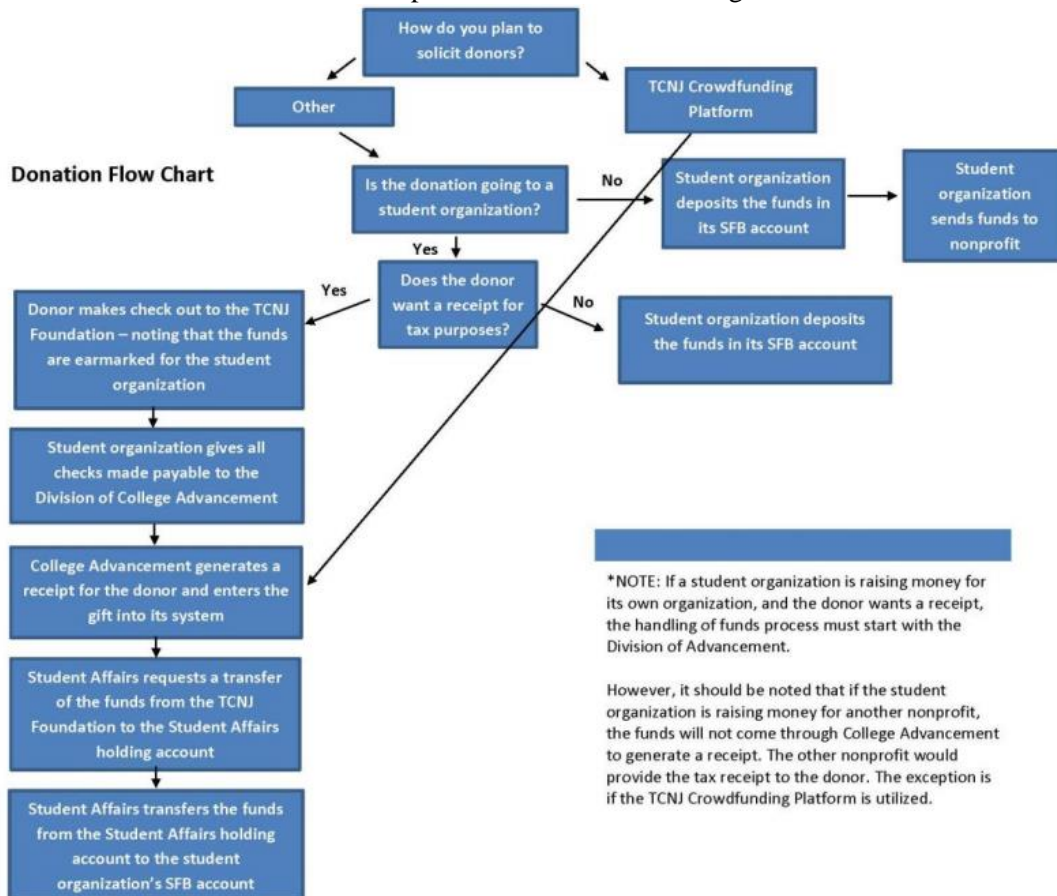 How do you plan to
solicit donors?
Other
TCNJ Crowdfunding
Platform
Donation Flow Chart
Is the donation going to a
student organization?
No
Student organization
deposits the funds in
its SFB account
Student
organization
sends funds to
nonprofit
Yes
Does the donor
want a receipt for
tax purposes?
Yes
No
Donor makes check out to the TCNJ
Foundation – noting that the funds
are earmarked for the student
organization
Student organization deposits
the funds in its SFB account
Student organization gives all
checks made payable to the
Division of College Advancement
College Advancement generates a
receipt for the donor and enters the
gift into its system
Student Affairs requests a transfer
of the funds from the TCNJ
Foundation to the Student Affairs
holding account
Student Affairs transfers the funds
from the Student Affairs holding
account to the student
organization's SFB account
*NOTE: If a student organization is raising money for
its own organization, and the donor wants a receipt,
the handling of funds process must start with the
Division of Advancement.
However, it should be noted that if the student
organization is raising money for another nonprofit,
the funds will not come through College Advancement
to generate a receipt. The other nonprofit would
provide the tax receipt to the donor. The exception is
if the TCNJ Crowdfunding Platform is utilized.